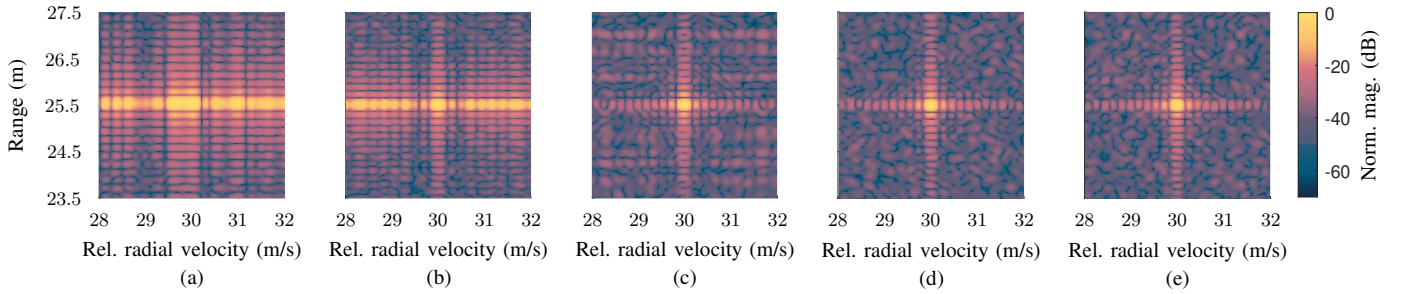 27.5
26.5
25.5
24.5
23.5
Range (m)
28 29 30 31 32
Rel. radial velocity (m/s)
(a)
28 29 30 31 32
Rel. radial velocity (m/s)
(b)
28 29 30 31 32
Rel. radial velocity (m/s)
(c)
28 29 30 31 32
Rel. radial velocity (m/s)
(d)
28 29 30 31 32
Rel. radial velocity (m/s)
(e)
0
-20
-40
-60
Norm. mag. (dB)